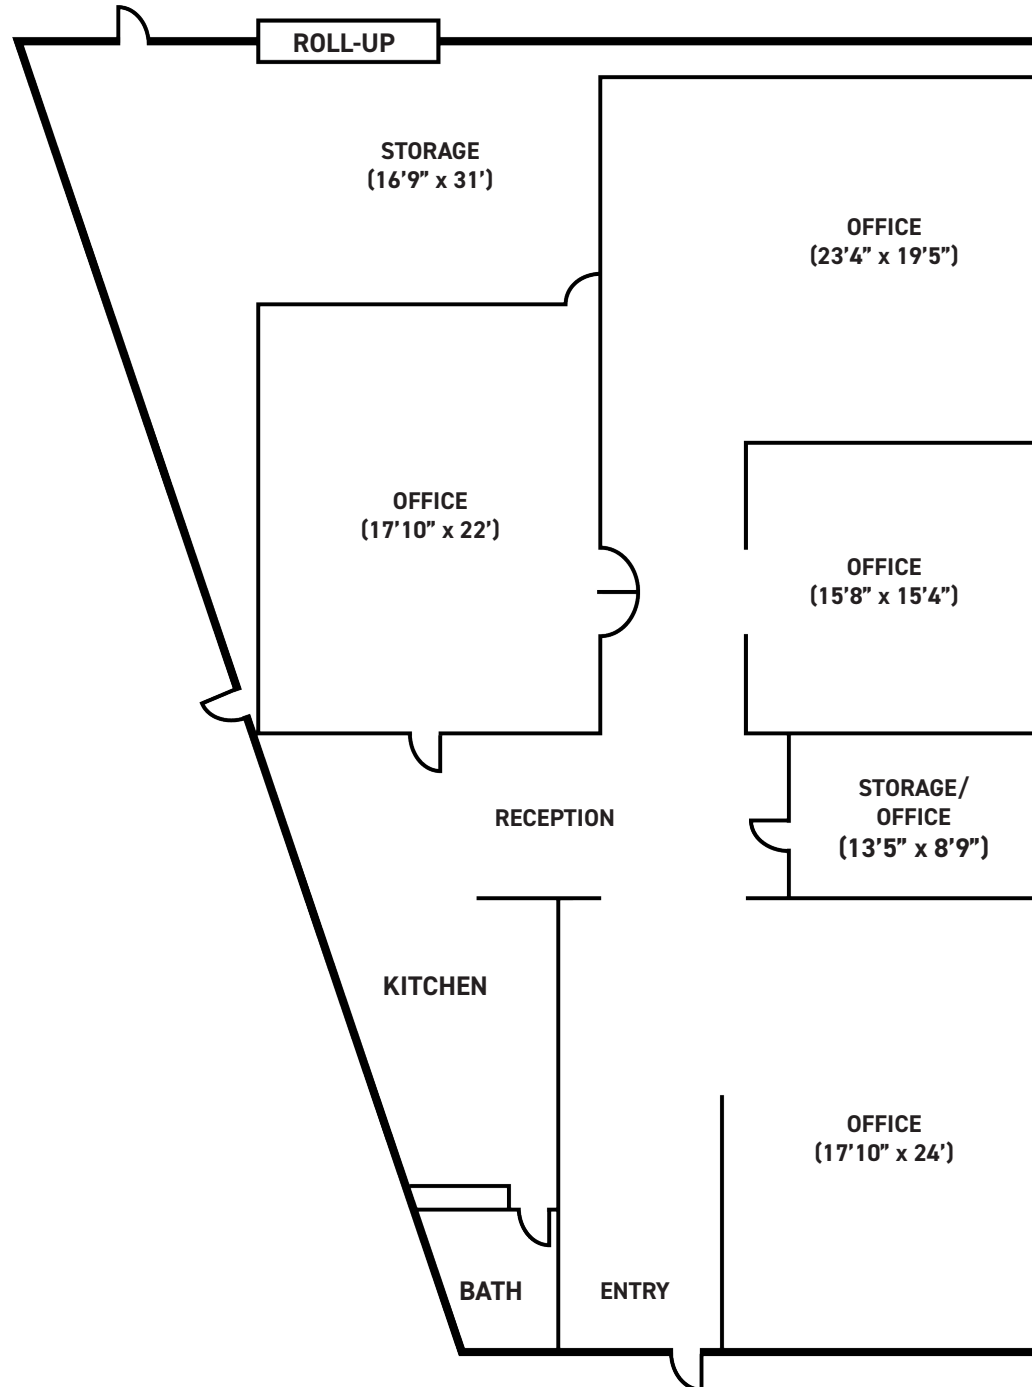 ROLL-UP
STORAGE
(16’9” x 31’)
OFFICE
(23’4” x 19’5”)
OFFICE
(17’10” x 22’)
OFFICE
(15’8” x 15’4”)
STORAGE/
OFFICE
(13’5” x 8’9”)
RECEPTION
KITCHEN
OFFICE
(17’10” x 24’)
BATH
ENTRY